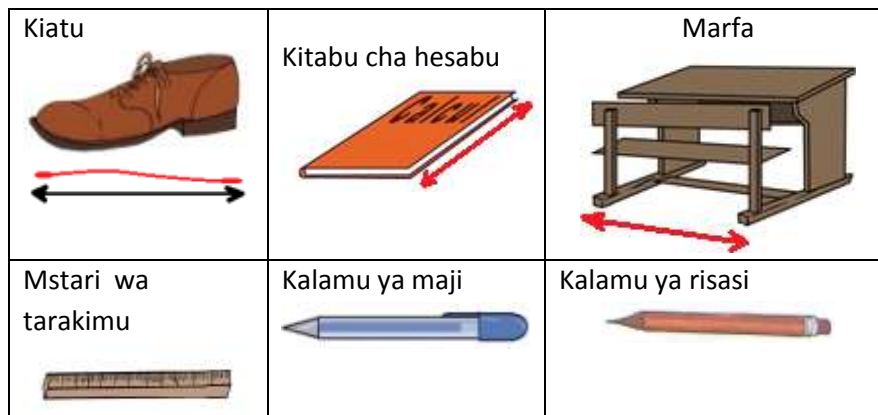 Kiatu
Kitabu cha hesabu
Calcul
Marfa
Mstari wa
tarakimu
Kalamu ya maji
Kalamu ya risasi